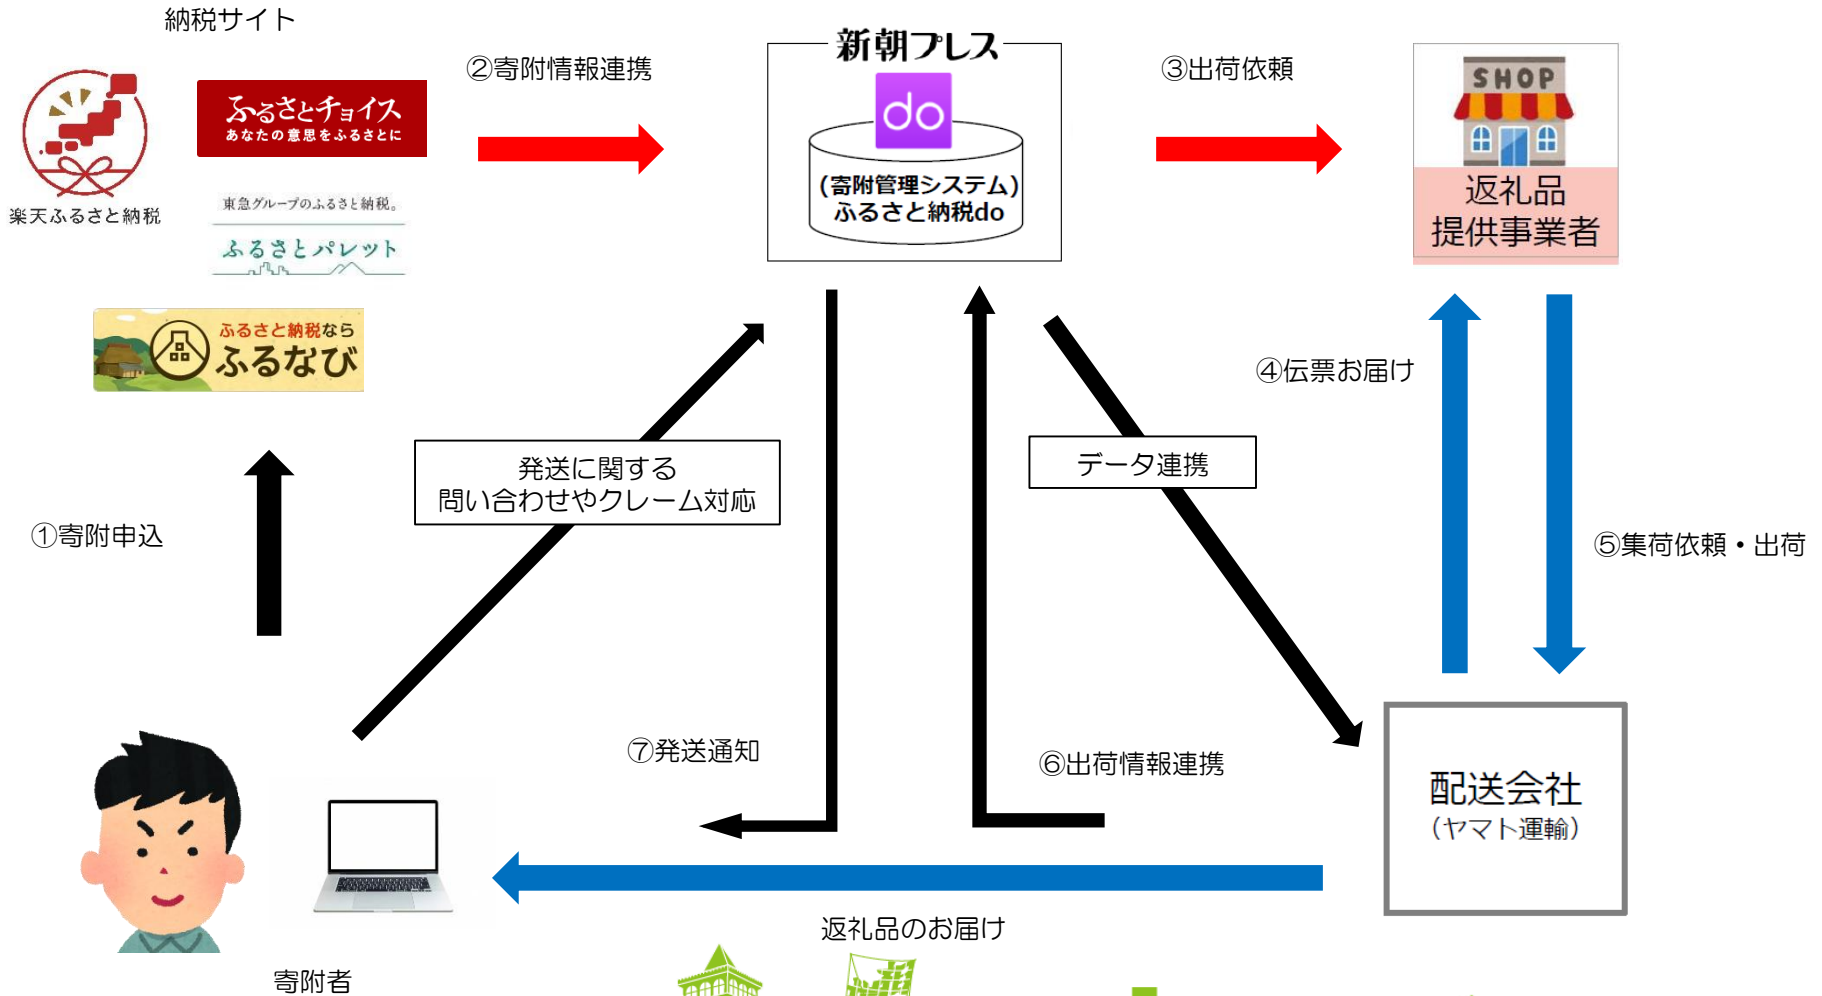 納税サイト
新朝プレス
②寄附情報連携
③出荷依頼
SHOP
do
ふるさとチョイス
あなたの意思をふるさとに
(寄附管理システム)
ふるさと納税do
返礼品
提供事業者
楽天ふるさと納税
東急グループのふるさと納税。
ふるさとパレット
ふるさと納税なら
ふるなび
④伝票お届け
発送に関する
問い合わせやクレーム対応
データ連携
①寄附申込
⑤集荷依頼・出荷
⑦発送通知
⑥出荷情報連携
配送会社
(ヤマト運輸)
返礼品のお届け
寄附者